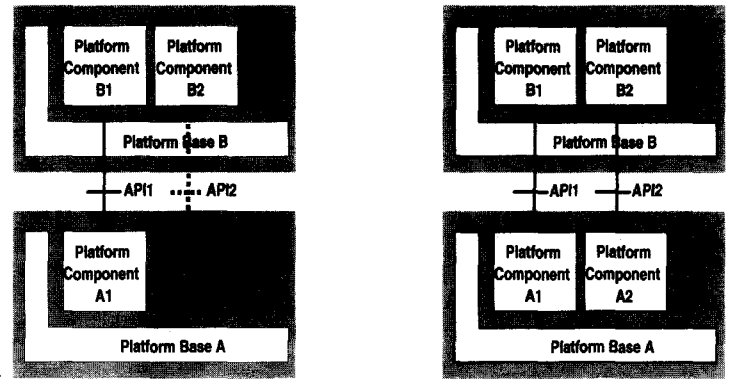 Platform
Component
B1
Platform
Component
B2
Platform Base B
API1
API2
Platform
Component
A1
Platform Base A
Platform
Component
B1
Platform
Component
B2
Platform Base B
API1
API2
Platform
Component
A1
Platform
Component
A2
Platform Base A